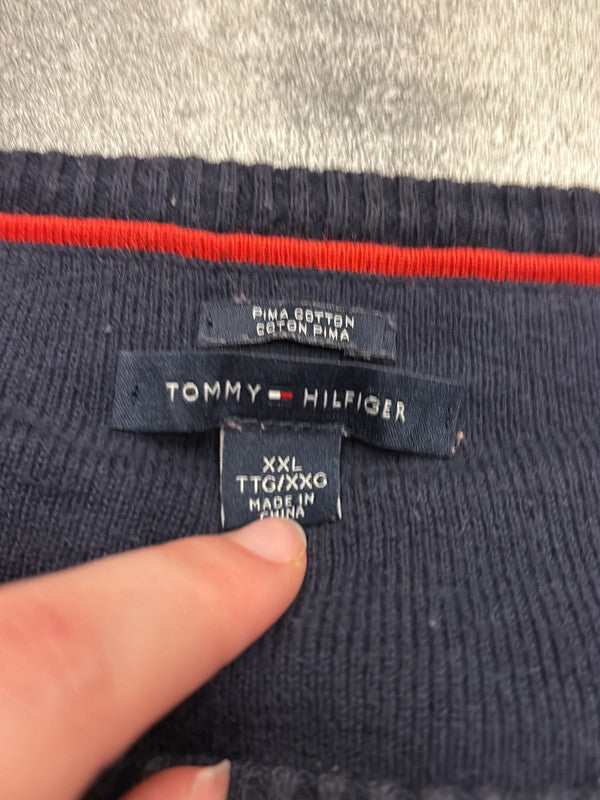 PIMA COTTON
COTON PIMA
TOMMY HILFIGER
XXL
TTG/XXG
MADE IN
CHINA